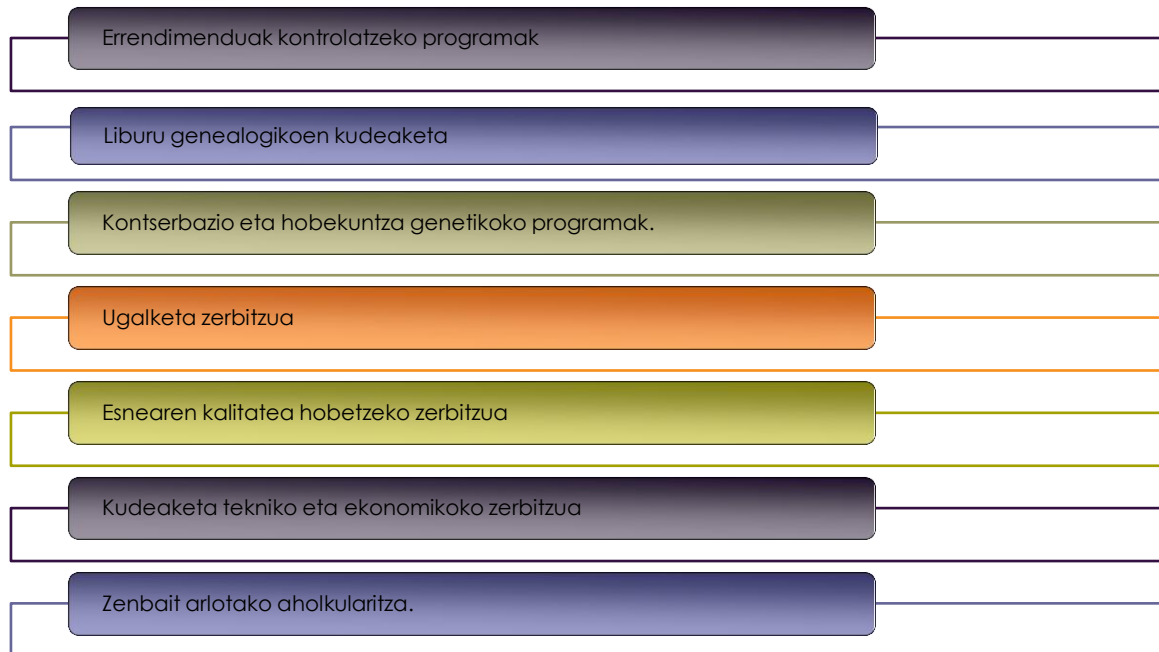 Errendimenduak kontrolatzeko programak
Liburu genealogikoen kudeaketa
Kontserbazio eta hobekuntza genetikoko programak.
Ugalketa zerbitzua
Esnearen kalitatea hobetzeko zerbitzua
Kudeaketa tekniko eta ekonomikoko zerbitzua
Zenbait arlotako aholkularitza.